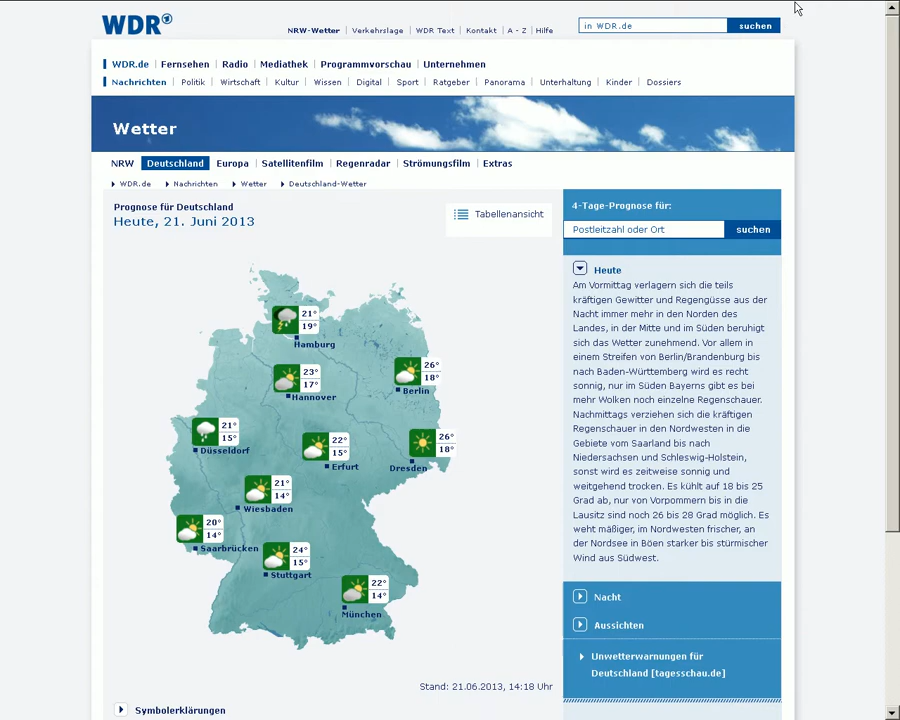 WDR
NRW-Wetter | Verkehrslage | WDR Text | Kontakt | A - Z | Hilfe
in WDR.de
suchen
WDR.de Fernsehen Radio Mediathek Programmvorschau Unternehmen
Nachrichten | Politik | Wirtschaft | Kultur | Wissen | Digital | Sport | Ratgeber | Panorama | Unterhaltung | Kinder | Dossiers
Wetter
NRW Deutschland Europa Satellitenfilm Regenradar Strömungsfilm Extras
WDR.de Nachrichten Wetter Deutschland-Wetter
Prognose für Deutschland
Heute, 21. Juni 2013
Tabellenansicht
21°
19°
Hamburg
23°
17°
Hannover
26°
18°
Berlin
21°
15°
Düsseldorf
22°
15°
Erfurt
26°
18°
Dresden
21°
14°
Wiesbaden
20°
14°
Saarbrücken
24°
15°
Stuttgart
22°
14°
München
Stand: 21.06.2013, 14:18 Uhr
Symbolerklärungen
4-Tage-Prognose für:
Postleitzahl oder Ort
suchen
Heute
Am Vormittag verlagern sich die teils
kräftigen Gewitter und Regengüsse aus der
Nacht immer mehr in den Norden des
Landes, in der Mitte und im Süden beruhigt
sich das Wetter zunehmend. Vor allem in
einem Streifen von Berlin/Brandenburg bis
nach Baden-Württemberg wird es recht
sonnig, nur im Süden Bayerns gibt es bei
mehr Wolken noch einzelne Regenschauer.
Nachmittags verziehen sich die kräftigen
Regenschauer in den Nordwesten in die
Gebiete vom Saarland bis nach
Niedersachsen und Schleswig-Holstein,
sonst wird es zeitweise sonnig und
weitgehend trocken. Es kühlt auf 18 bis 25
Grad ab, nur von Vorpommern bis in die
Lausitz sind noch 26 bis 28 Grad möglich. Es
weht mäßiger, im Nordwesten frischer, an
der Nordsee in Böen starker bis stürmischer
Wind aus Südwest.
Nacht
Aussichten
Unwetterwarnungen für
Deutschland [tagesschau.de]